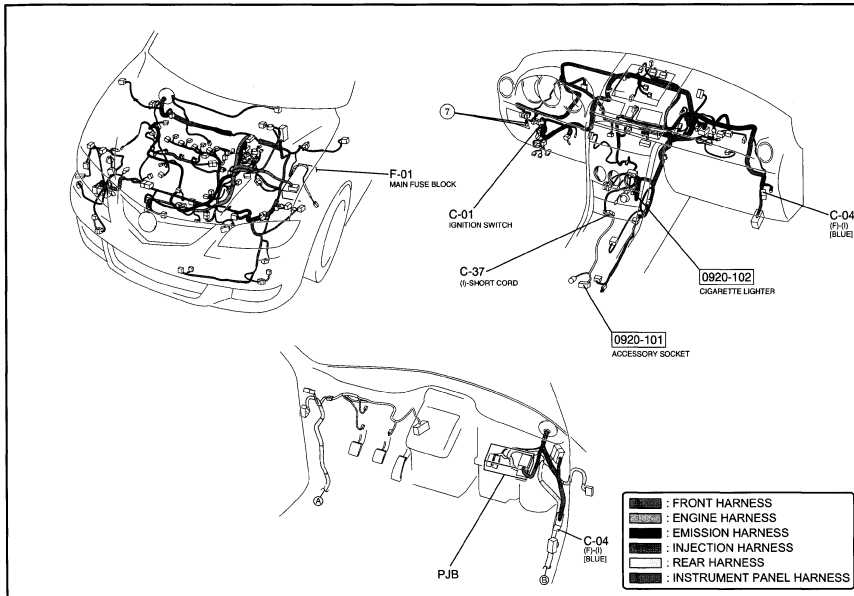 F-01
MAIN FUSE BLOCK
7
C-01
IGNITION SWITCH
C-37
(I)-SHORT CORD
C-04
(F)-(I)
[BLUE]
0920-102
CIGARETTE LIGHTER
0920-101
ACCESSORY SOCKET
A
PJB
C-04
(F)-(I)
[BLUE]
B
: FRONT HARNESS
: ENGINE HARNESS
: EMISSION HARNESS
: INJECTION HARNESS
: REAR HARNESS
: INSTRUMENT PANEL HARNESS